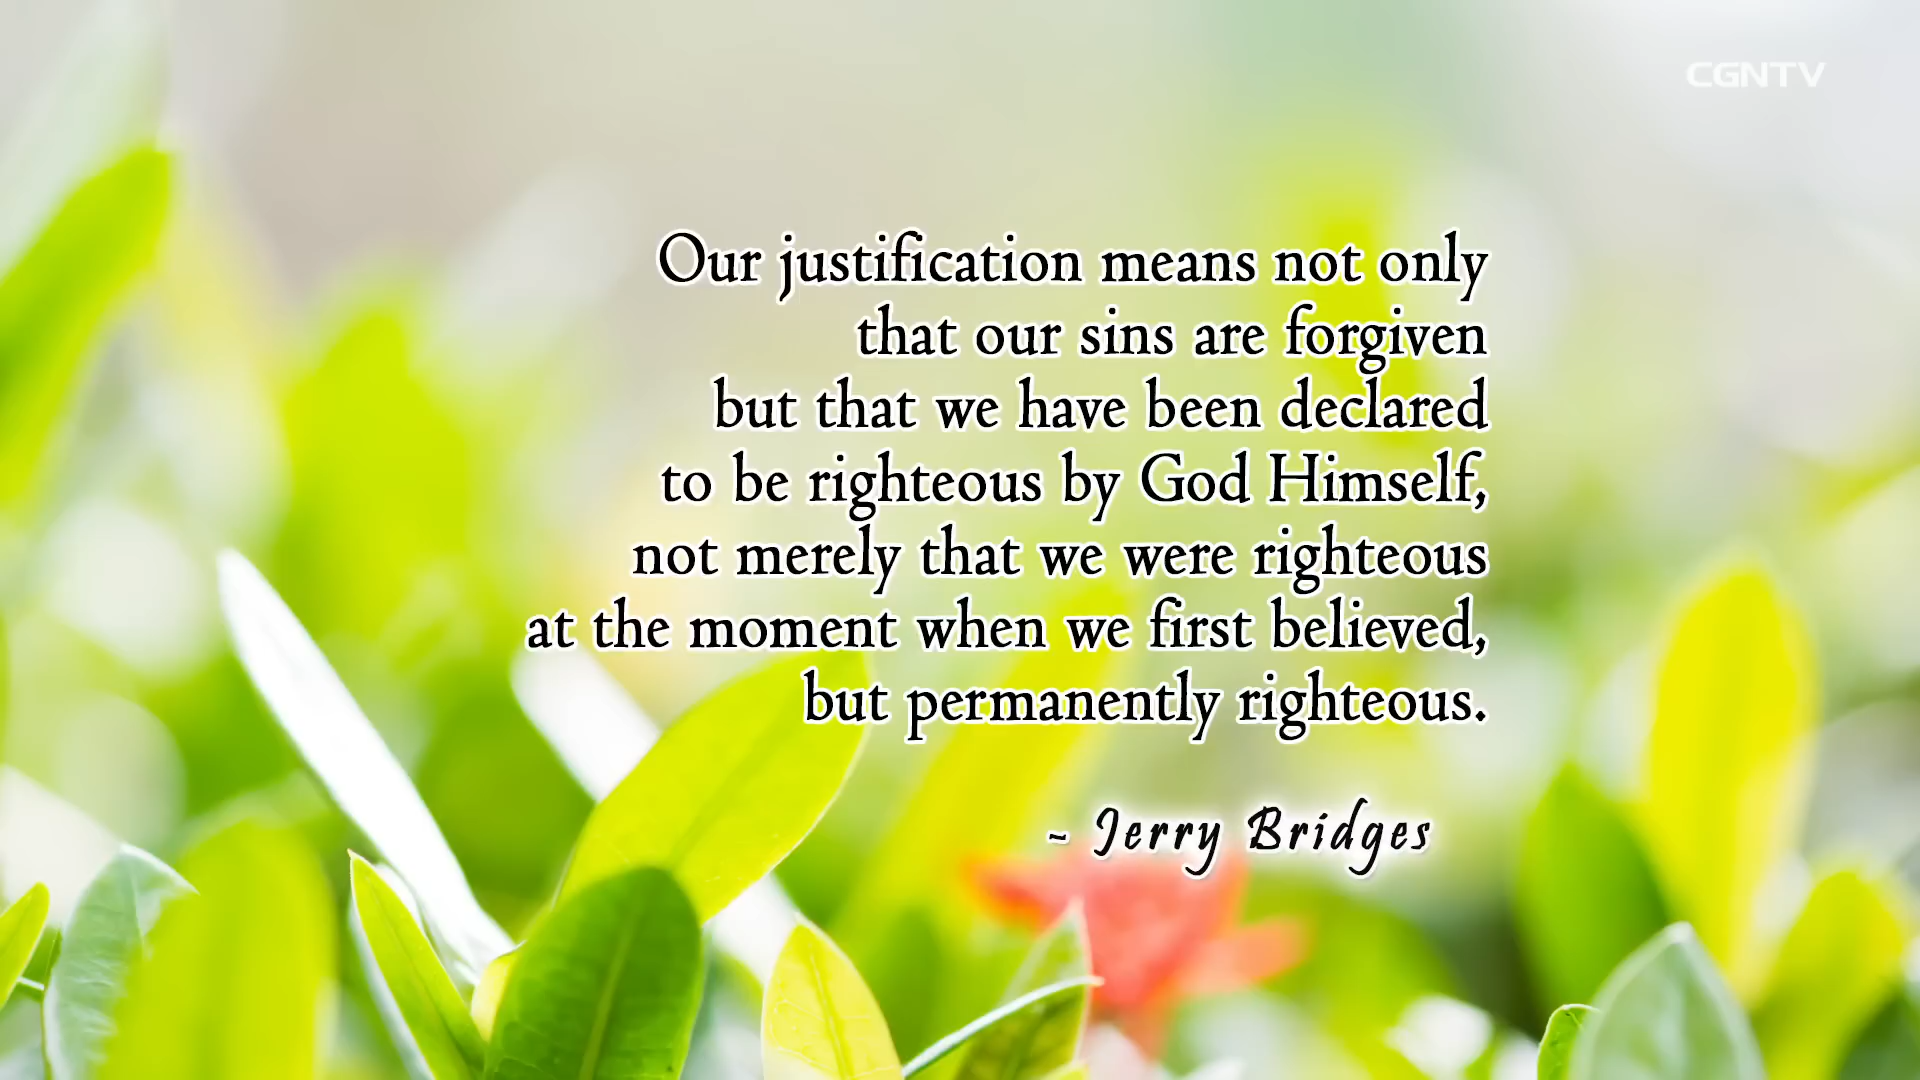 CGNTV
Our justification means not only
that our sins are forgiven
but that we have been declared
to be righteous by God Himself,
not merely that we were righteous
at the moment when we first believed,
but permanently righteous.
- Jerry Bridges